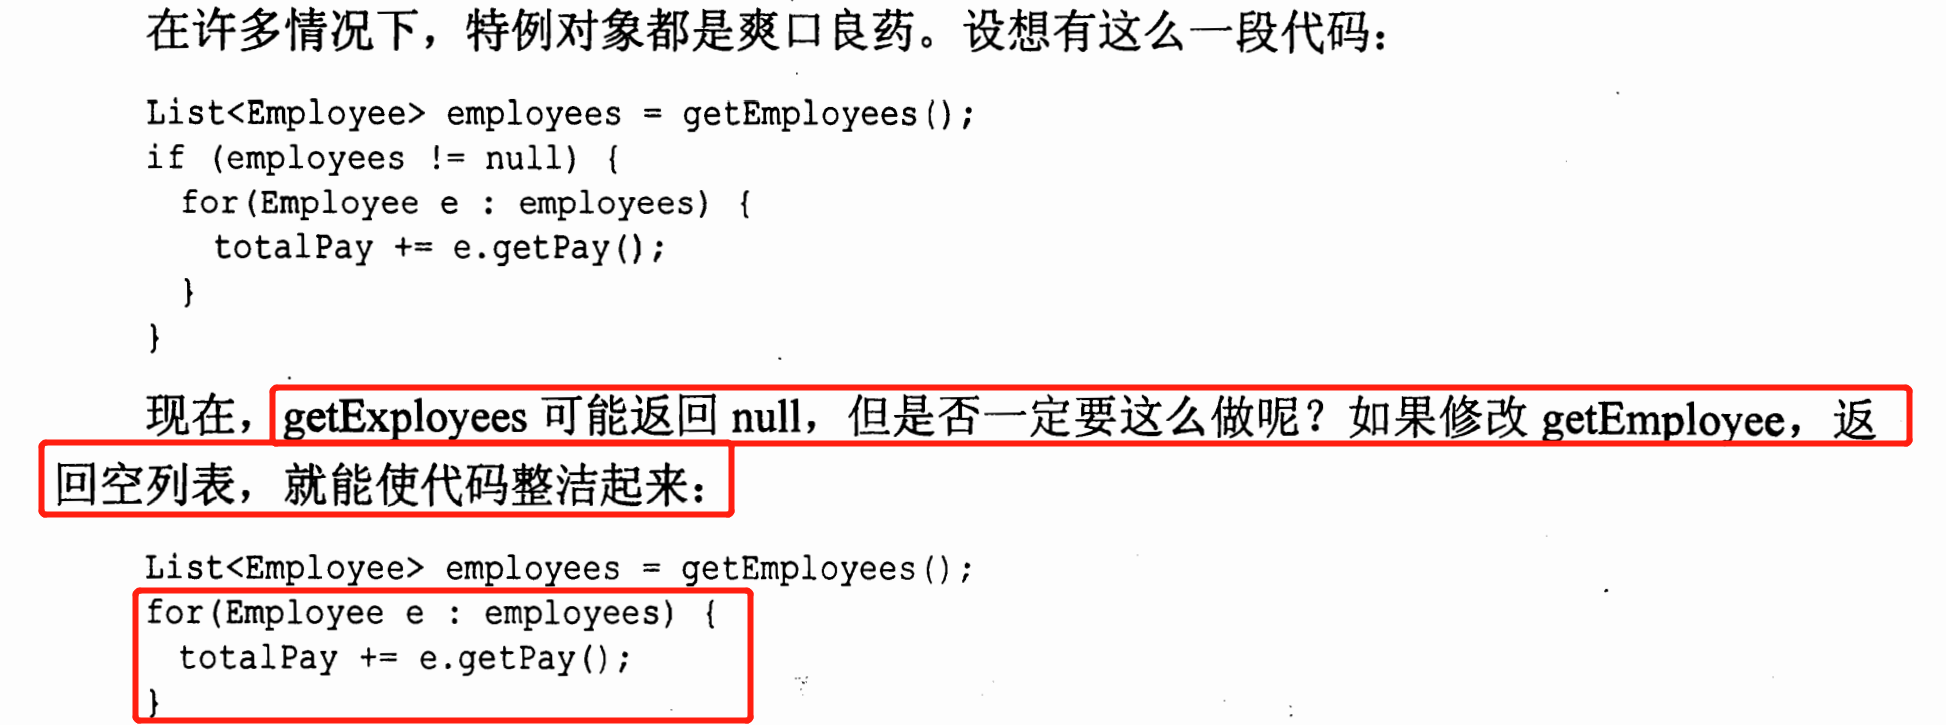 在许多情况下，特例对象都是爽口良药。设想有这么一段代码：
List<Employee> employees = getEmployees();
if (employees != null) {
for(Employee e : employees) {
totalPay += e.getPay();
}
}
现在，getExployees 可能返回 null，但是否一定要这么做呢？如果修改 getEmployee，返
回空列表，就能使代码整洁起来：
List<Employee> employees = getEmployees();
for(Employee e : employees) {
totalPay += e.getPay();
}